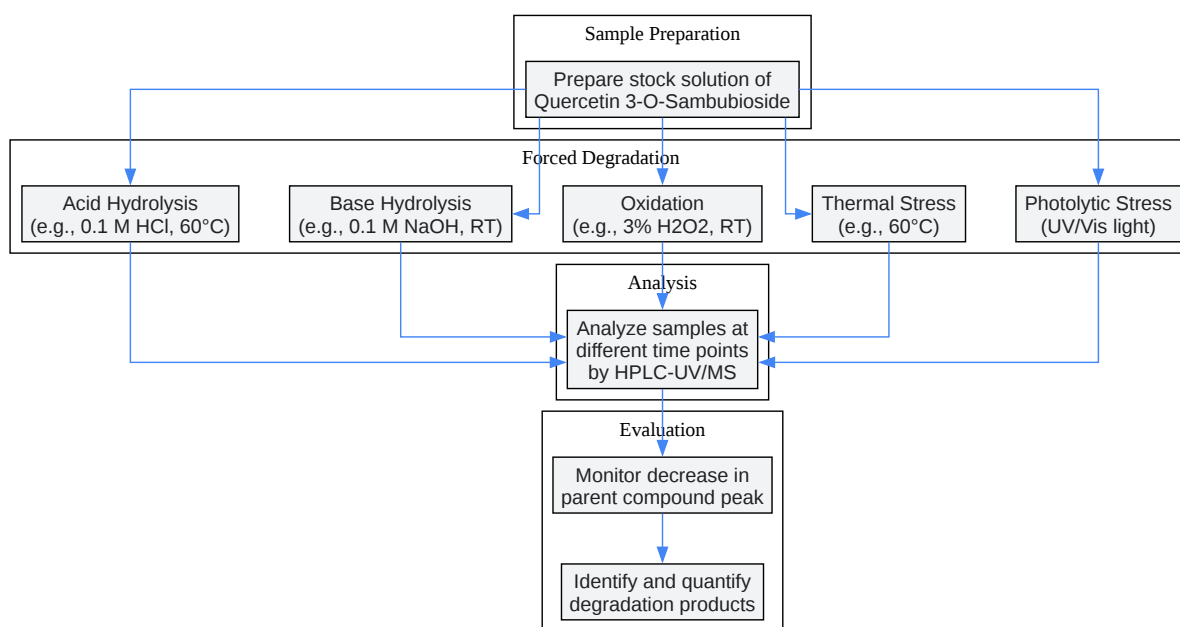 Sample Preparation
Prepare stock solution of
Quercetin 3-O-Sambubioside
Forced Degradation
Acid Hydrolysis
(e.g., 0.1 M HCl, 60°C)
Base Hydrolysis
(e.g., 0.1 M NaOH, RT)
Oxidation
(e.g., 3% H2O2, RT)
Thermal Stress
(e.g., 60°C)
Photolytic Stress
(UV/Vis light)
Analysis
Analyze samples at
different time points
by HPLC-UV/MS
Evaluation
Monitor decrease in
parent compound peak
Identify and quantify
degradation products